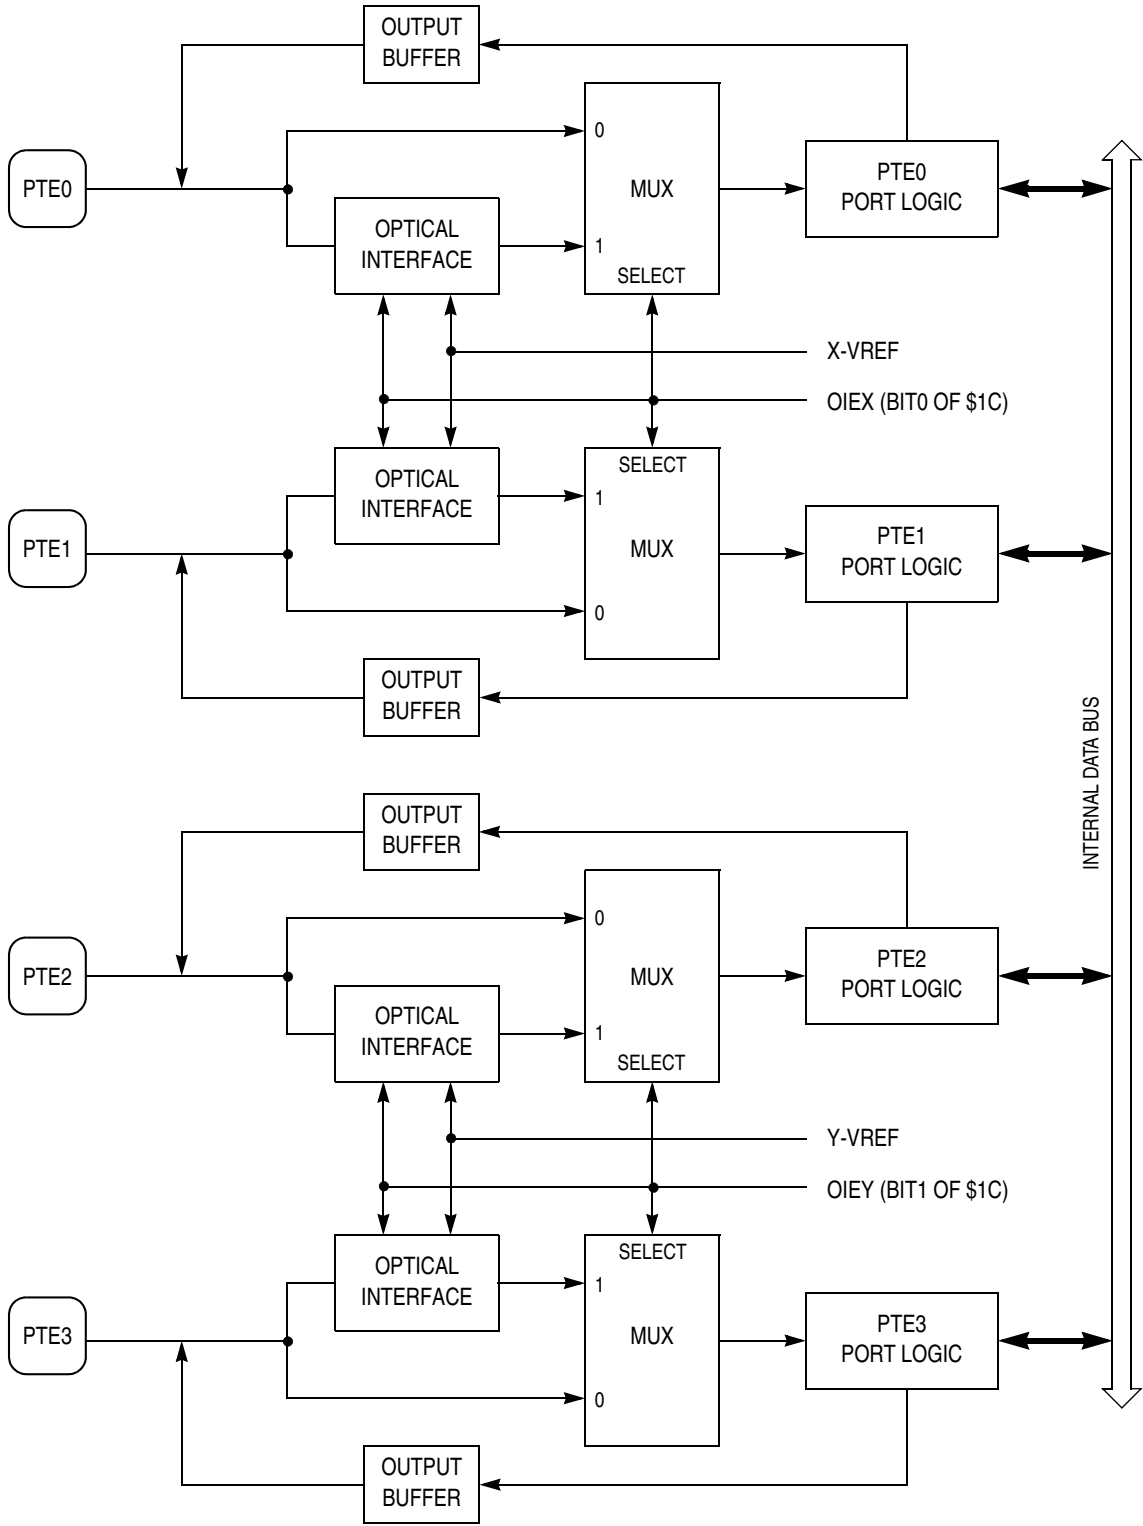 OUTPUT
BUFFER
0
PTE0
MUX
PTE0
PORT LOGIC
OPTICAL
INTERFACE
1
SELECT
X-VREF
OIEX (BIT0 OF $1C)
OPTICAL
INTERFACE
SELECT
1
PTE1
MUX
PTE1
PORT LOGIC
0
OUTPUT
BUFFER
INTERNAL DATA BUS
OUTPUT
BUFFER
0
PTE2
MUX
PTE2
PORT LOGIC
OPTICAL
INTERFACE
1
SELECT
Y-VREF
OIEY (BIT1 OF $1C)
OPTICAL
INTERFACE
SELECT
1
PTE3
MUX
PTE3
PORT LOGIC
0
OUTPUT
BUFFER